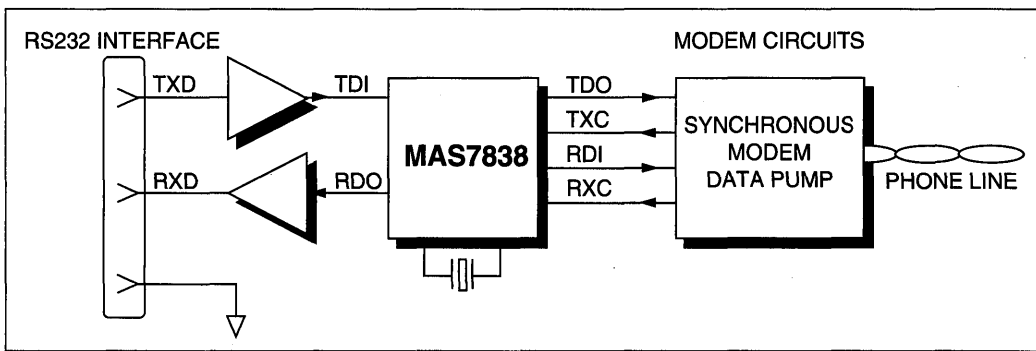 RS232 INTERFACE
MODEM CIRCUITS
TXD
TDI
TDO
TXC
MAS7838
SYNCHRONOUS
MODEM
DATA PUMP
RXD
RDO
RDI
RXC
PHONE LINE